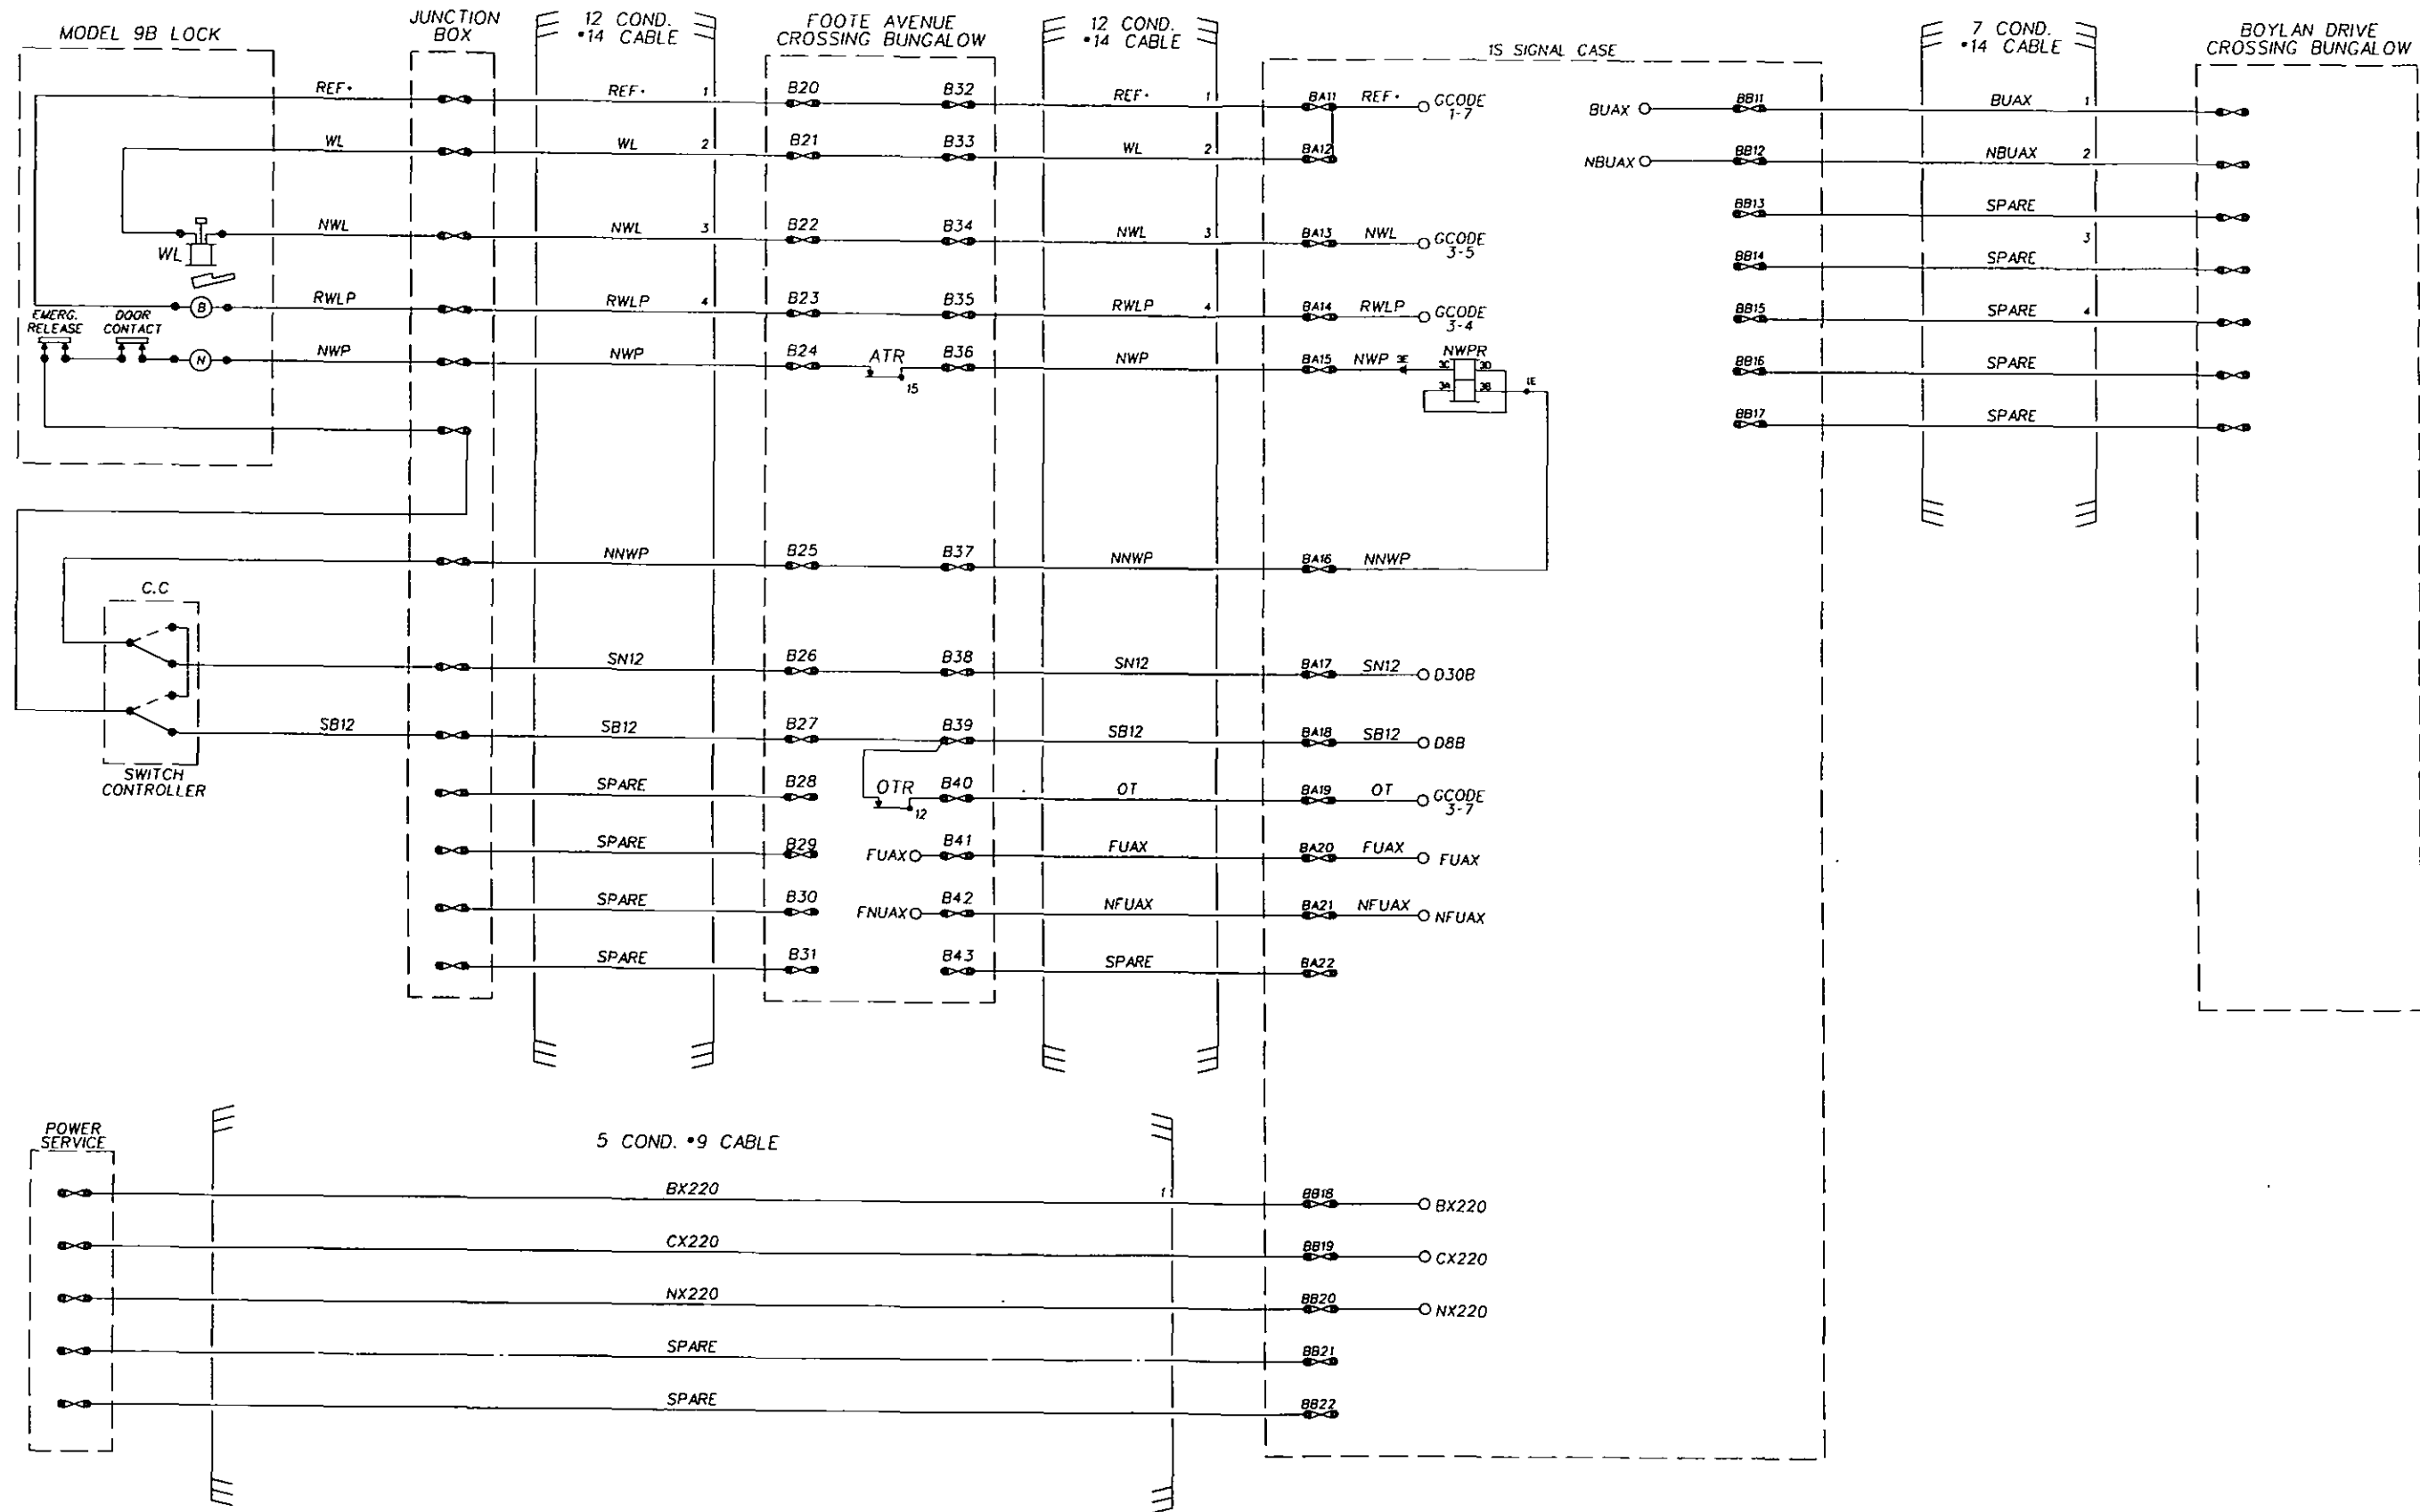 MODEL 9B LOCK
JUNCTION
BOX
12 COND.
•14 CABLE
FOOTE AVENUE
CROSSING BUNGALOW
12 COND.
•14 CABLE
1S SIGNAL CASE
7 COND.
•14 CABLE
BOYLAN DRIVE
CROSSING BUNGALOW
REF•
REF•
1
B20
B32
REF•
1
BA11
REF•
GCODE
1-7
BUAX
BB11
BUAX
1
WL
WL
2
B21
B33
WL
2
BA12
NBUAX
BB12
NBUAX
2
BB13
SPARE
WL
NWL
NWL
3
B22
B34
NWL
3
BA13
NWL
GCODE
3-5
3
BB14
SPARE
B
RWLP
RWLP
4
B23
B35
RWLP
4
BA14
RWLP
GCODE
3-4
BB15
SPARE
4
EMERG.
RELEASE
DOOR
CONTACT
N
NWP
NWP
B24
ATR
15
B36
NWP
BA15
NWP
3E
NWPR
3C
3D
3A
3B
1E
BB16
SPARE
BB17
SPARE
NNWP
B25
B37
NNWP
BA16
NNWP
C.C
SN12
B26
B38
SN12
BA17
SN12
D30B
SB12
SB12
B27
B39
SB12
BA18
SB12
D8B
SWITCH
CONTROLLER
SPARE
B28
OTR
12
B40
OT
BA19
OT
GCODE
3-7
SPARE
B29
FUAX
B41
FUAX
BA20
FUAX
FUAX
SPARE
B30
FNUAX
B42
NFUAX
BA21
NFUAX
NFUAX
SPARE
B31
B43
SPARE
BA22
POWER
SERVICE
5 COND. •9 CABLE
BX220
1
BB18
BX220
CX220
BB19
CX220
NX220
BB20
NX220
SPARE
BB21
SPARE
BB22